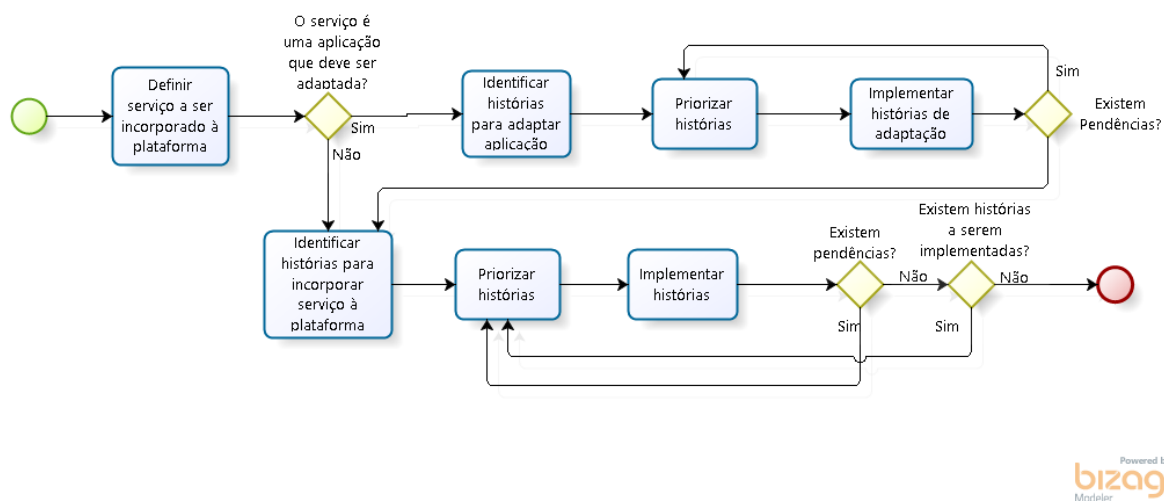 O serviço é
uma aplicação
que deve ser
adaptada?
Definir
serviço a ser
incorporado à
plataforma
Sim
Não
Identificar
histórias
para adaptar
aplicação
Priorizar
histórias
Implementar
histórias de
adaptação
Sim
Existem
Pendências?
Identificar
histórias para
incorporar
serviço à
plataforma
Priorizar
histórias
Implementar
histórias
Existem
pendências?
Não
Sim
Existem histórias
a serem
implementadas?
Não
Sim
Powered b
bizag
Modeler